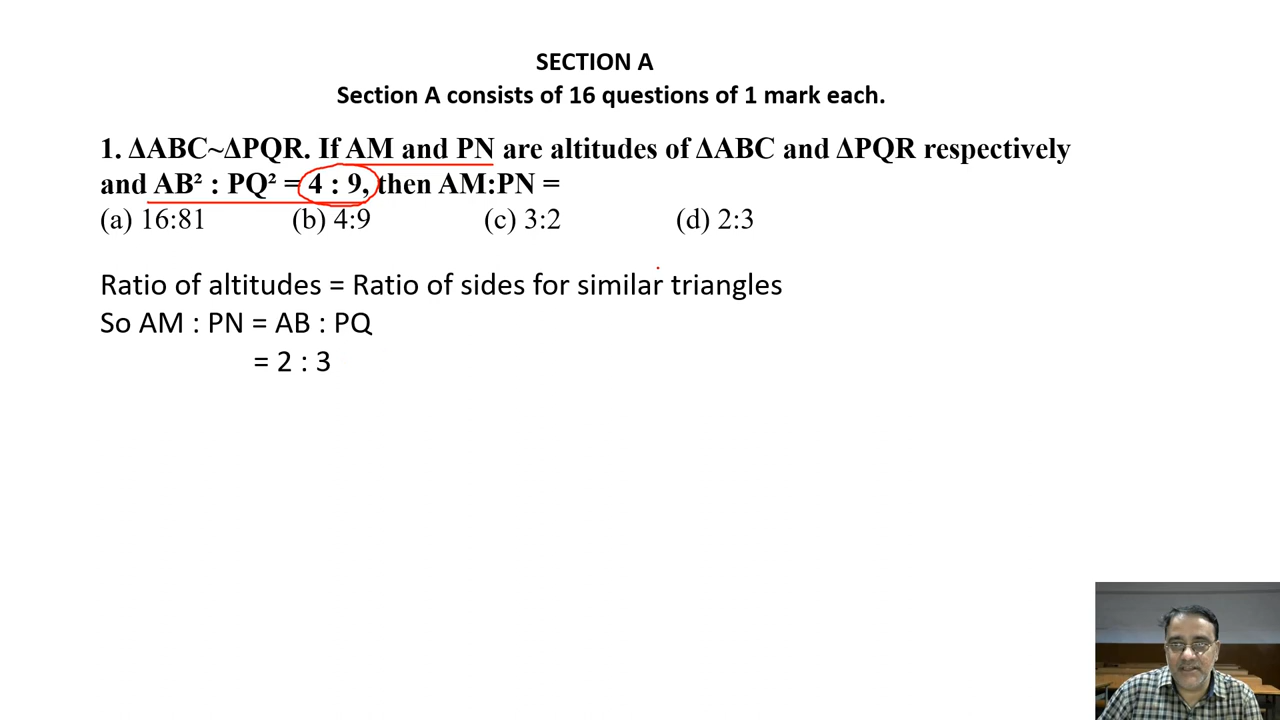 SECTION A
Section A consists of 16 questions of 1 mark each.
1. ΔABC~ΔPQR. If AM and PN are altitudes of ΔABC and ΔPQR respectively
and AB² : PQ² = 4 : 9, then AM:PN =
(a) 16:81 (b) 4:9 (c) 3:2 (d) 2:3
Ratio of altitudes = Ratio of sides for similar triangles
So AM : PN = AB : PQ
= 2 : 3